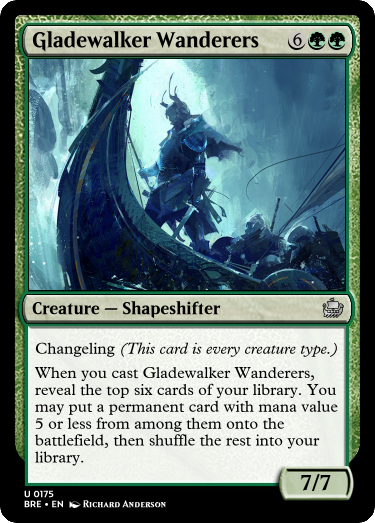 Gladewalker Wanderers 6
Creature — Shapeshifter
Changeling (This card is every creature type.)
When you cast Gladewalker Wanderers,
reveal the top six cards of your library. You
may put a permanent card with mana value
5 or less from among them onto the
battlefield, then shuffle the rest into your
library.
7/7
U 0175
BRE • EN Richard Anderson